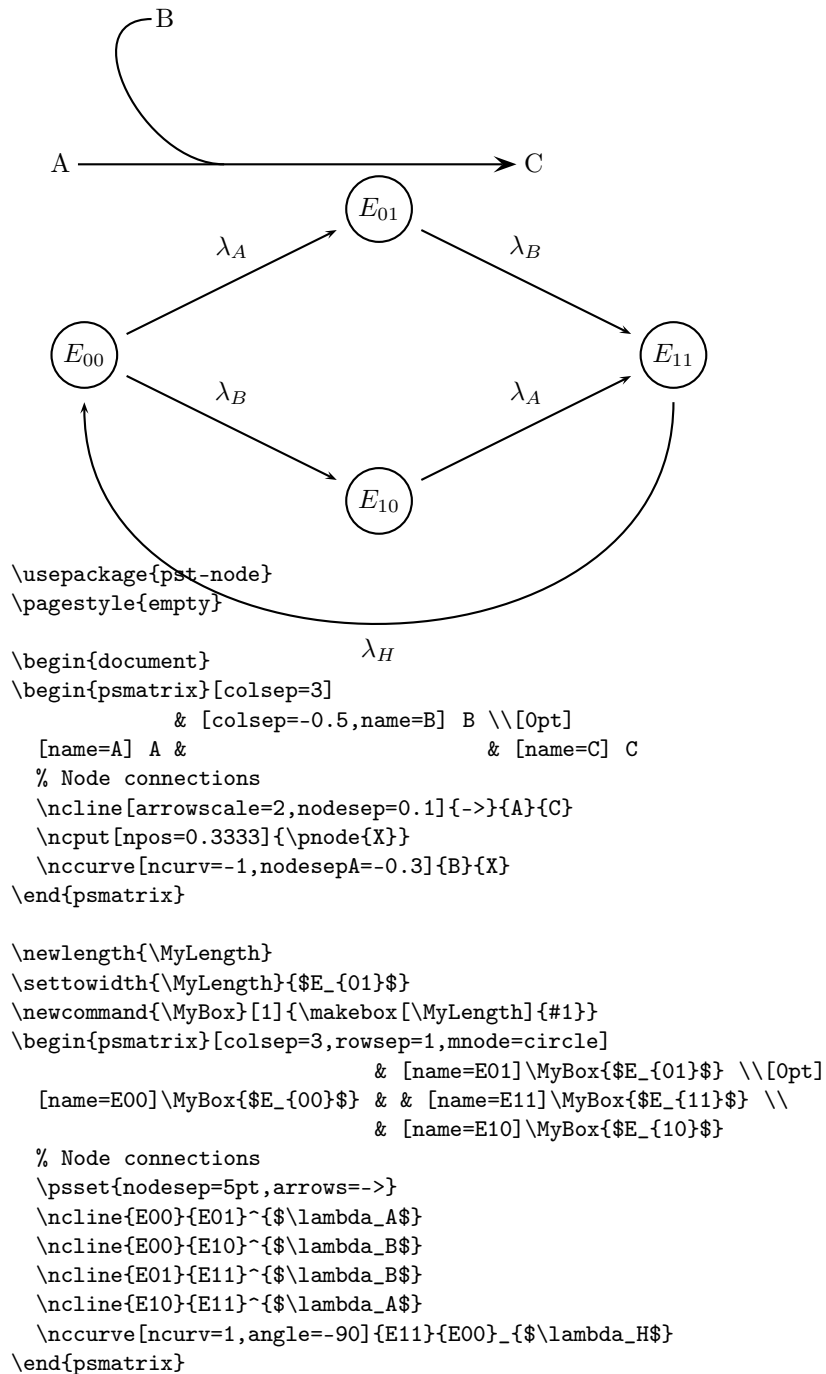 B
A C
E₀₁
λ_A λ_B
E₀₀ E₁₁
λ_B λ_A
E₁₀
\usepackage{pst-node}
\pagestyle{empty}
λ_H
\begin{document}
\begin{psmatrix}[colsep=3]
& [colsep=-0.5,name=B] B \\[0pt]
[name=A] A & & [name=C] C
% Node connections
\ncline[arrowscale=2,nodesep=0.1]{->}{A}{C}
\ncput[npos=0.3333]{\pnode{X}}
\nccurve[ncurv=-1,nodesepA=-0.3]{B}{X}
\end{psmatrix}
\newlength{\MyLength}
\settowidth{\MyLength}{$E_{01}$}
\newcommand{\MyBox}[1]{\makebox[\MyLength]{#1}}
\begin{psmatrix}[colsep=3,rowsep=1,mnode=circle]
& [name=E01]\MyBox{$E_{01}$} \\[0pt]
[name=E00]\MyBox{$E_{00}$} & & [name=E11]\MyBox{$E_{11}$} \\
& [name=E10]\MyBox{$E_{10}$}
% Node connections
\psset{nodesep=5pt,arrows=->}
\ncline{E00}{E01}^{$\lambda_A$}
\ncline{E00}{E10}^{$\lambda_B$}
\ncline{E01}{E11}^{$\lambda_B$}
\ncline{E10}{E11}^{$\lambda_A$}
\nccurve[ncurv=1,angle=-90]{E11}{E00}_{$\lambda_H$}
\end{psmatrix}